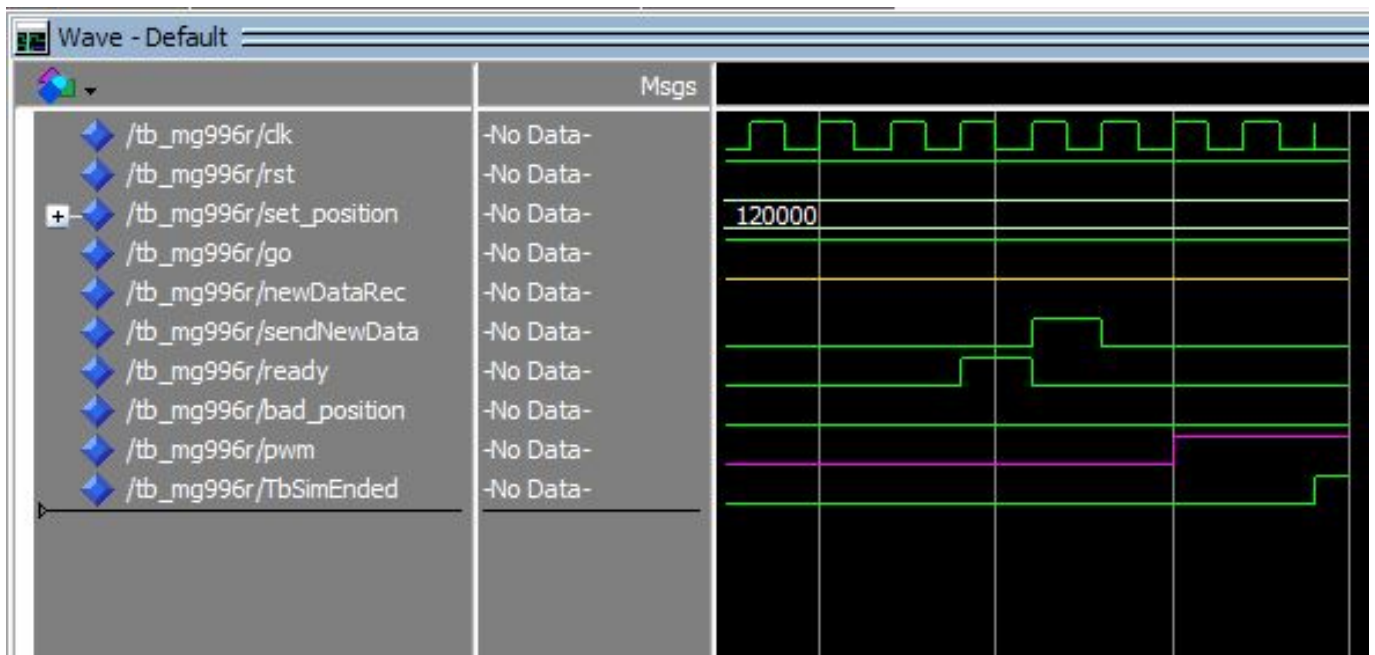 Wave - Default
Msgs
/tb_mg996r/clk -No Data-
/tb_mg996r/rst -No Data-
/tb_mg996r/set_position -No Data- 120000
/tb_mg996r/go -No Data-
/tb_mg996r/newDataRec -No Data-
/tb_mg996r/sendNewData -No Data-
/tb_mg996r/ready -No Data-
/tb_mg996r/bad_position -No Data-
/tb_mg996r/pwm -No Data-
/tb_mg996r/TbSimEnded -No Data-